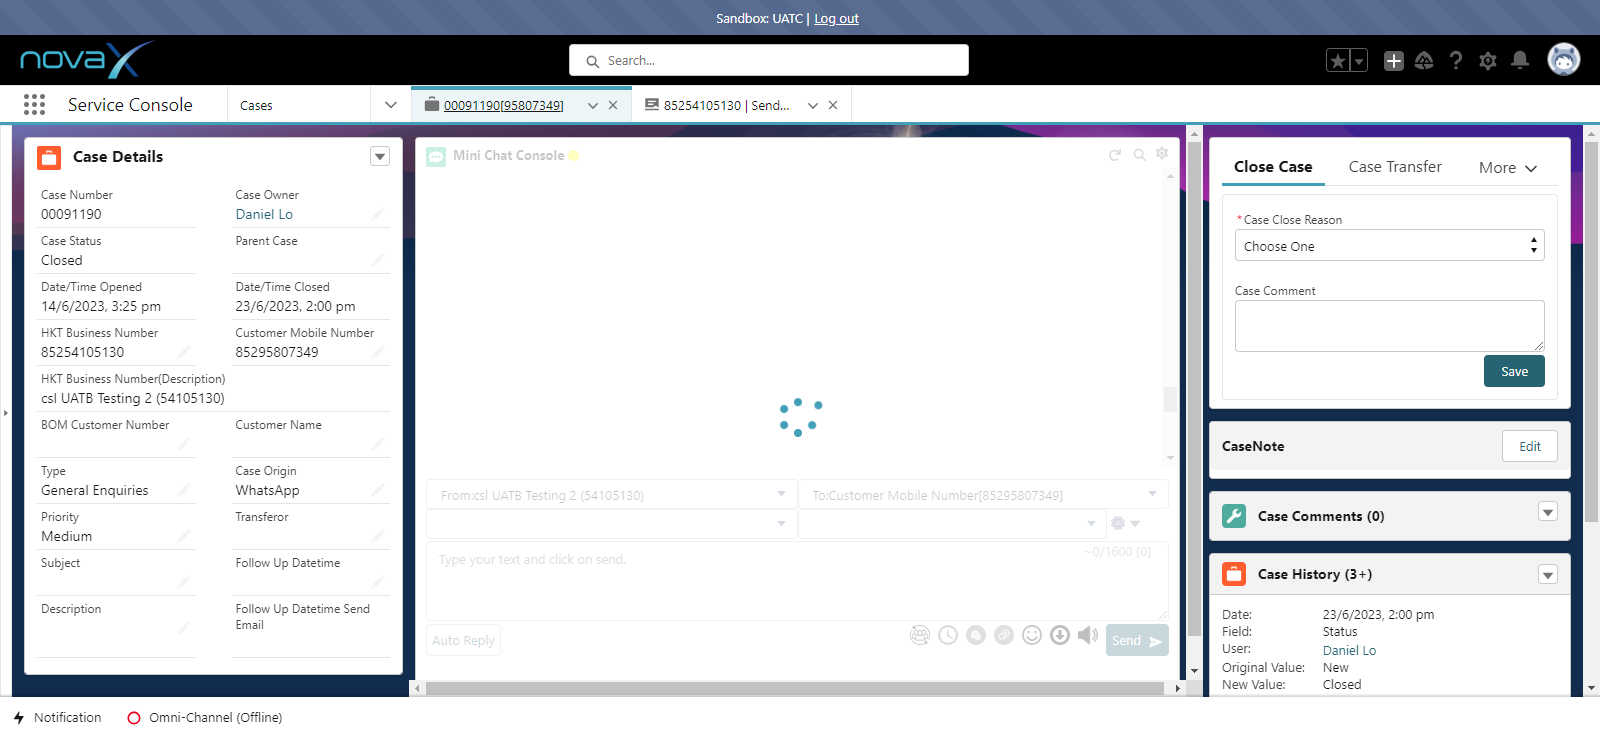 Sandbox: UATC | Log out
novaX
Search...
Service Console
Cases
00091190[95807349]
85254105130 | Send...
Case Details
Case Number
00091190
Case Owner
Daniel Lo
Case Status
Closed
Parent Case
Date/Time Opened
14/6/2023, 3:25 pm
Date/Time Closed
23/6/2023, 2:00 pm
HKT Business Number
85254105130
Customer Mobile Number
85295807349
HKT Business Number(Description)
csl UATB Testing 2 (54105130)
BOM Customer Number
Customer Name
Type
General Enquiries
Case Origin
WhatsApp
Priority
Medium
Transferor
Subject
Follow Up Datetime
Description
Follow Up Datetime Send
Email
Mini Chat Console
From:csl UATB Testing 2 (54105130)
To:Customer Mobile Number[85295807349]
Type your text and click on send.
~0/1600 [0]
Auto Reply
Send
Close Case
Case Transfer
More
*Case Close Reason
Choose One
Case Comment
Save
CaseNote
Edit
Case Comments (0)
Case History (3+)
Date: 23/6/2023, 2:00 pm
Field: Status
User: Daniel Lo
Original Value: New
New Value: Closed
Notification
Omni-Channel (Offline)